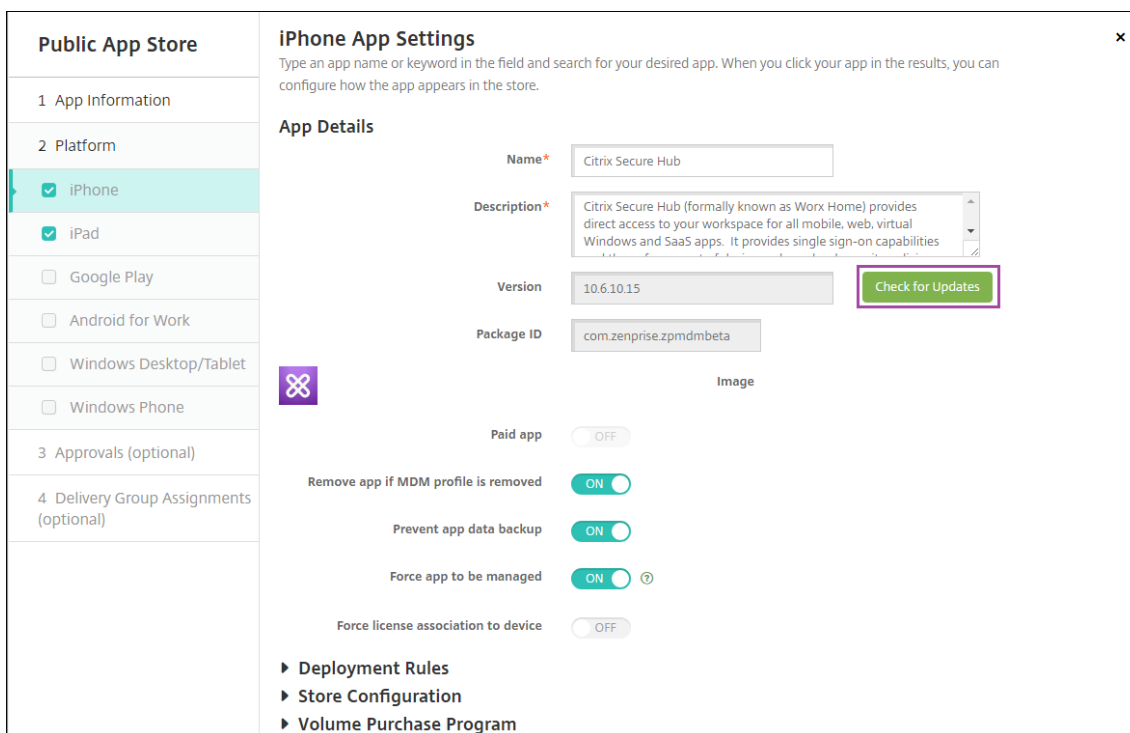 Public App Store
1 App Information
2 Platform
iPhone
iPad
Google Play
Android for Work
Windows Desktop/Tablet
Windows Phone
3 Approvals (optional)
4 Delivery Group Assignments
(optional)
iPhone App Settings
×
Type an app name or keyword in the field and search for your desired app. When you click your app in the results, you can
configure how the app appears in the store.
App Details
Name* Citrix Secure Hub
Description* Citrix Secure Hub (formally known as Worx Home) provides
direct access to your workspace for all mobile, web, virtual
Windows and SaaS apps. It provides single sign-on capabilities
Version 10.6.10.15 Check for Updates
Package ID com.zenprise.zpmdmbeta
Image
Paid app OFF
Remove app if MDM profile is removed ON
Prevent app data backup ON
Force app to be managed ON ?
Force license association to device OFF
Deployment Rules
Store Configuration
Volume Purchase Program